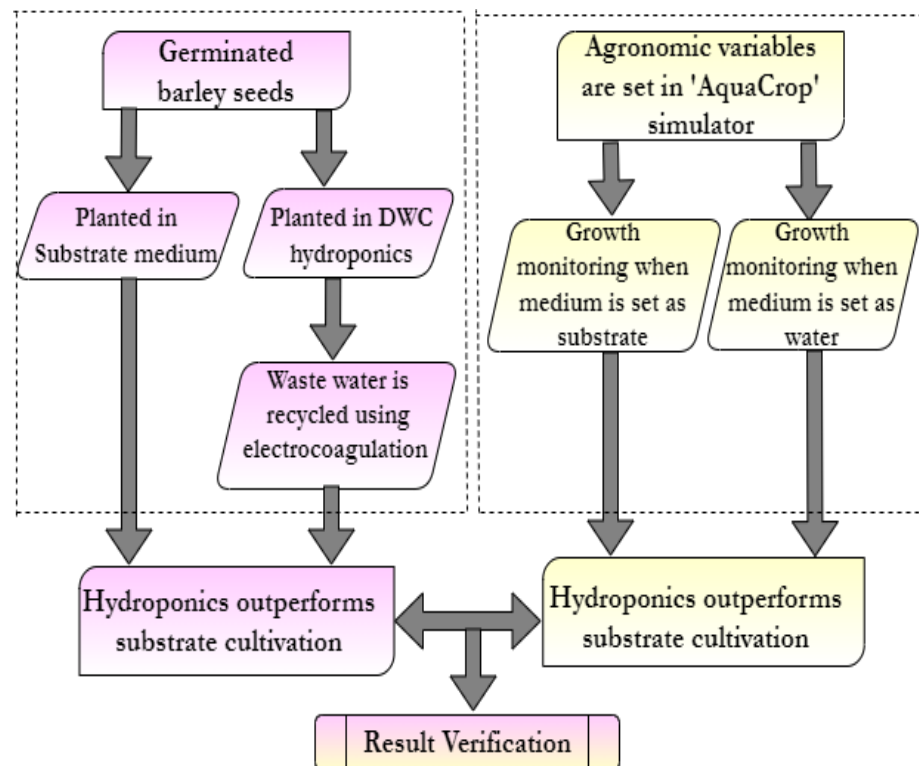 Germinated
barley seeds
Planted in
Substrate medium
Planted in DWC
hydroponics
Waste water is
recycled using
electrocoagulation
Hydroponics outperforms
substrate cultivation
Agronomic variables
are set in 'AquaCrop'
simulator
Growth
monitoring when
medium is set as
substrate
Growth
monitoring when
medium is set as
water
Hydroponics outperforms
substrate cultivation
Result Verification